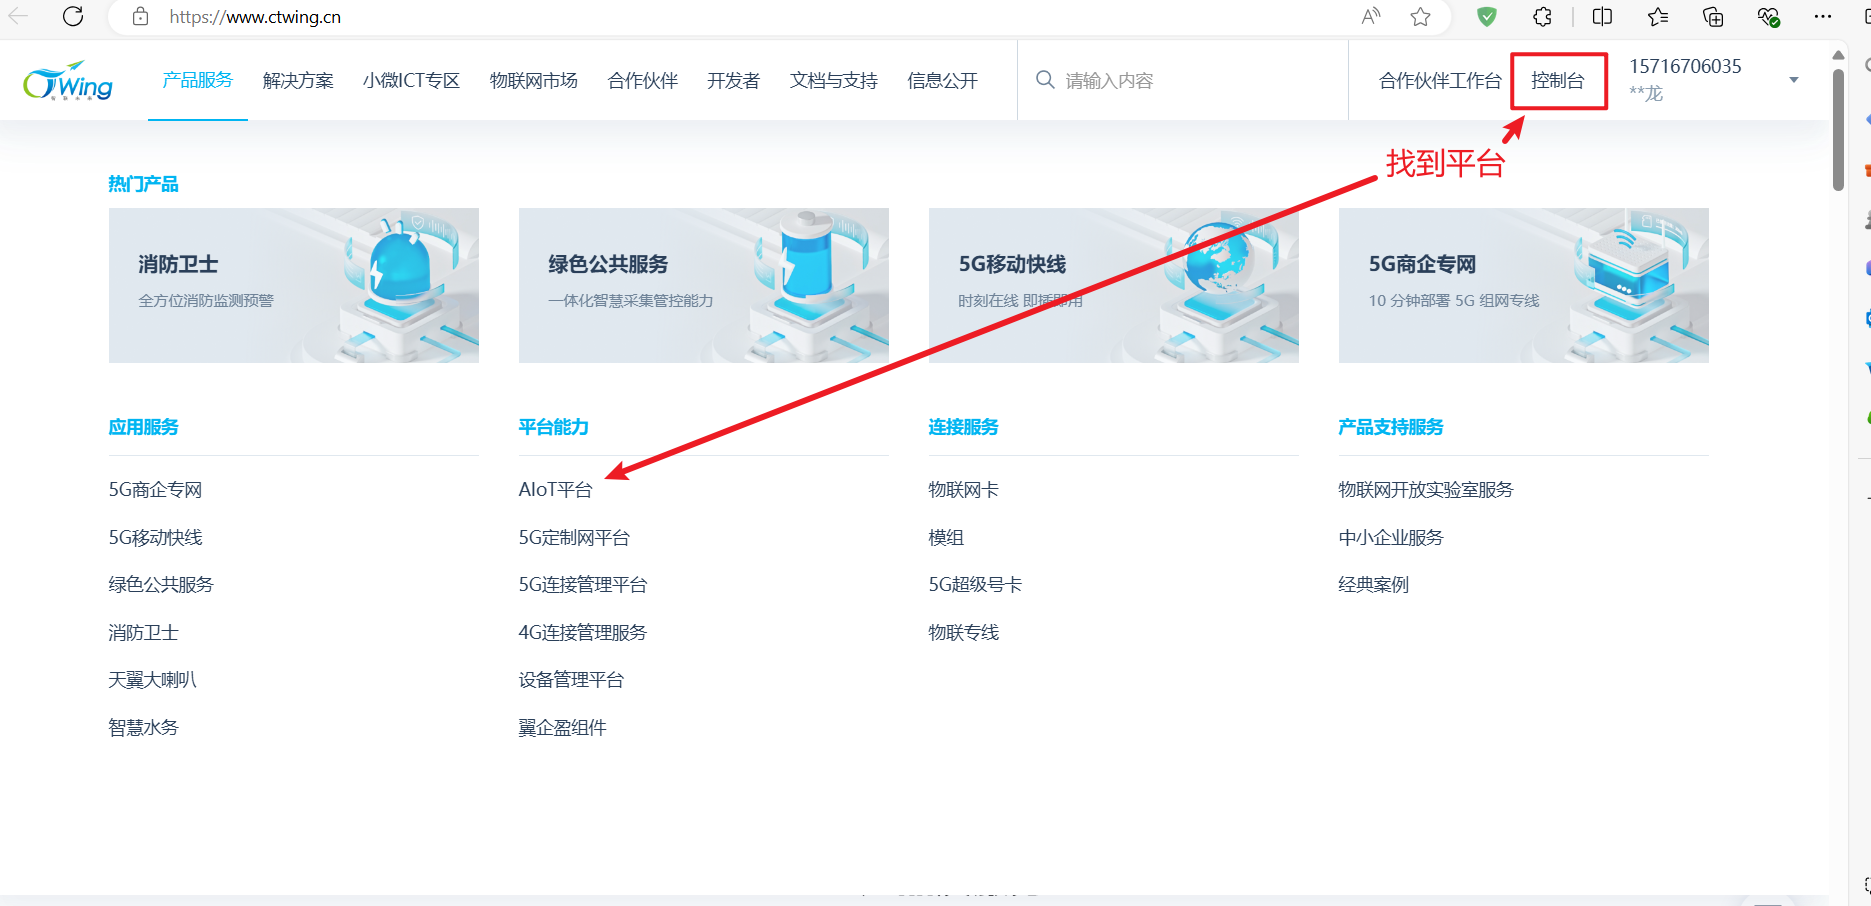 https://www.ctwing.cn
CTWing
产品服务 解决方案 小微ICT专区 物联网市场 合作伙伴 开发者 文档与支持 信息公开 请输入内容 合作伙伴工作台 控制台 15716706035
**龙
找到平台
热门产品
消防卫士
全方位消防监测预警
绿色公共服务
一体化智慧采集管控能力
5G移动快线
时刻在线 即插即用
5G商企专网
10 分钟部署 5G 组网专线
应用服务
5G商企专网
5G移动快线
绿色公共服务
消防卫士
天翼大喇叭
智慧水务
平台能力
AIoT平台
5G定制网平台
5G连接管理平台
4G连接管理服务
设备管理平台
翼企盈组件
连接服务
物联网卡
模组
5G超级号卡
物联专线
产品支持服务
物联网开放实验室服务
中小企业服务
经典案例